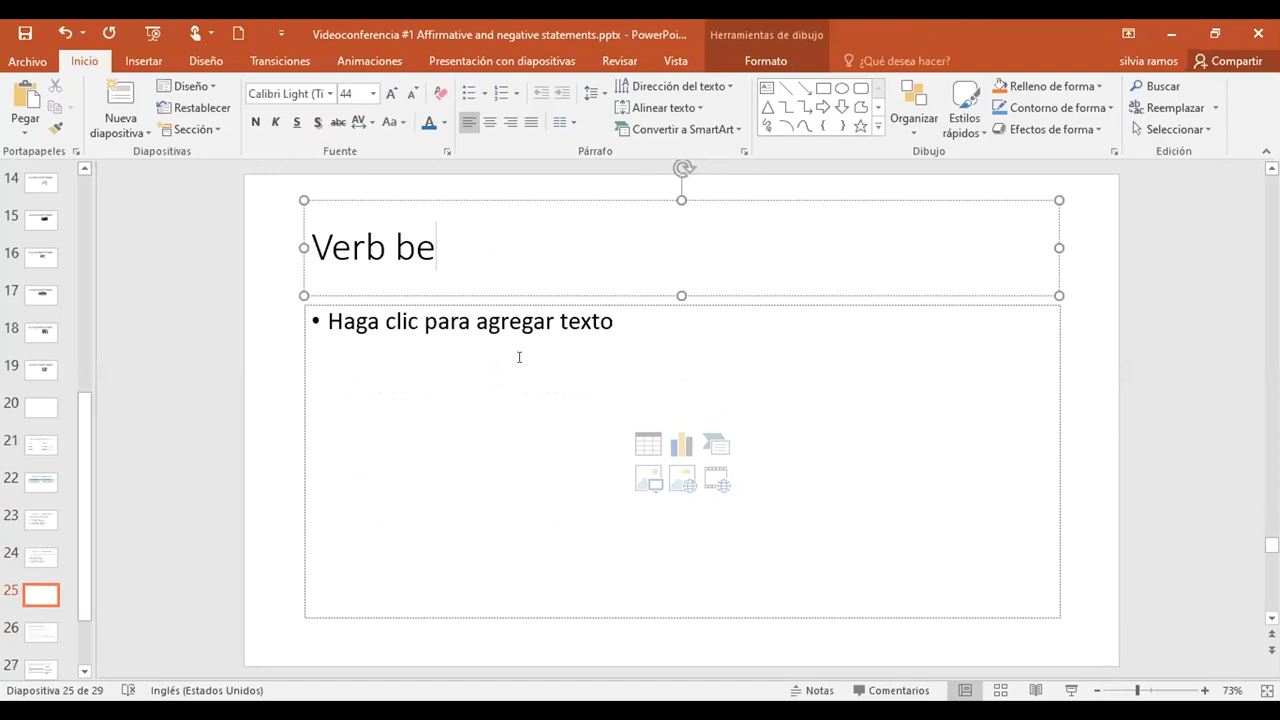 Videoconferencia #1 Affirmative and negative statements.pptx - PowerPoi...
Herramientas de dibujo
Archivo Inicio Insertar Diseño Transiciones Animaciones Presentación con diapositivas Revisar Vista Formato ¿Qué desea hacer? silvia ramos Compartir
Pegar
Portapapeles
Nueva diapositiva
Diseño
Restablecer
Sección
Diapositivas
Calibri Light (Ti 44
N K S S abc AV Aa A
Fuente
Dirección del texto
Alinear texto
Convertir a SmartArt
Párrafo
Organizar
Estilos rápidos
Relleno de forma
Contorno de forma
Efectos de forma
Dibujo
Buscar
Reemplazar
Seleccionar
Edición
14
15
16
17
18
19
20
21
22
23
24
25
26
27
Verb be
• Haga clic para agregar texto
Diapositiva 25 de 29 Inglés (Estados Unidos) Notas Comentarios 73%